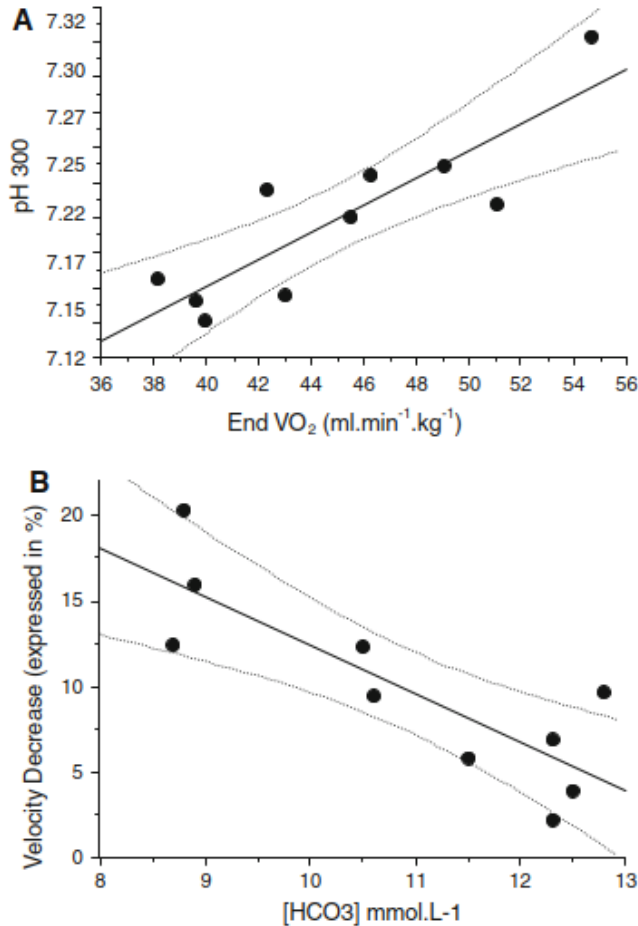 A
7.32
7.30
7.27
7.25
7.22
7.17
7.15
7.12
pH 300
36 38 40 42 44 46 48 50 52 54 56
End VO₂ (ml.min⁻¹.kg⁻¹)
B
20
15
10
5
0
Velocity Decrease (expressed in %)
8 9 10 11 12 13
[HCO3] mmol.L-1